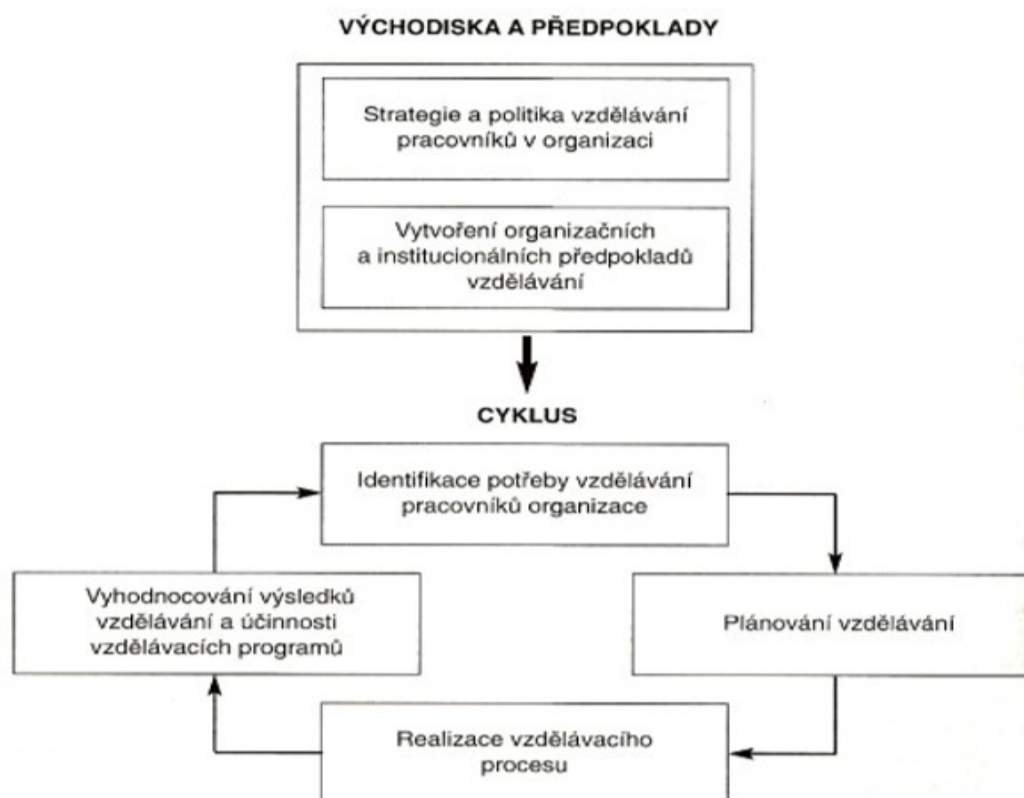 VÝCHODISKA A PŘEDPOKLADY
Strategie a politika vzdělávání
pracovníků v organizaci
Vytvoření organizačních
a institucionálních předpokladů
vzdělávání
CYKLUS
Identifikace potřeby vzdělávání
pracovníků organizace
Vyhodnocování výsledků
vzdělávání a účinnosti
vzdělávacích programů
Plánování vzdělávání
Realizace vzdělávacího
procesu